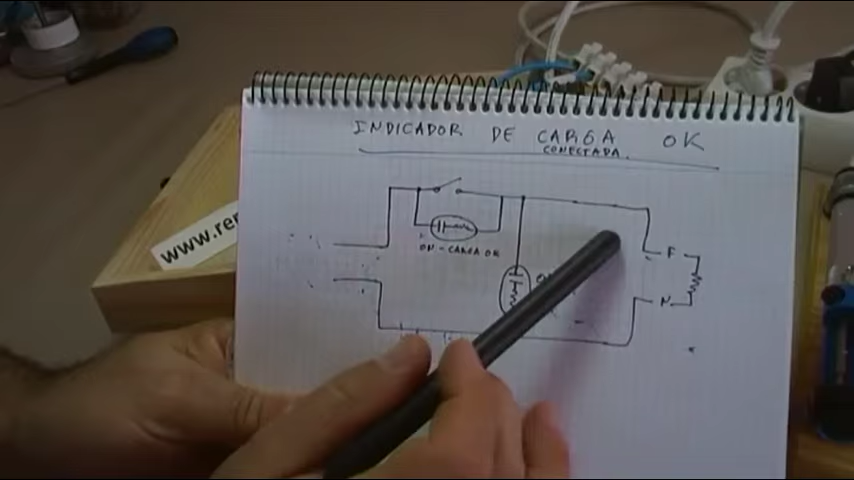 INDICADOR DE CARGA OK
CONECTADA
www.re
ON-CARGA OK
F
N